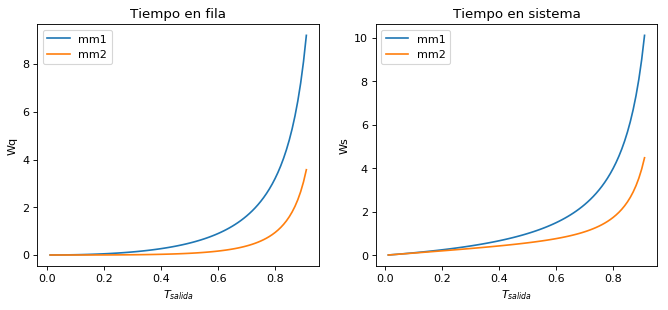 Tiempo en fila
mm1
mm2
8
6
4
2
0
Wq
0.0 0.2 0.4 0.6 0.8
T_salida
Tiempo en sistema
mm1
mm2
10
8
6
4
2
0
Ws
0.0 0.2 0.4 0.6 0.8
T_salida